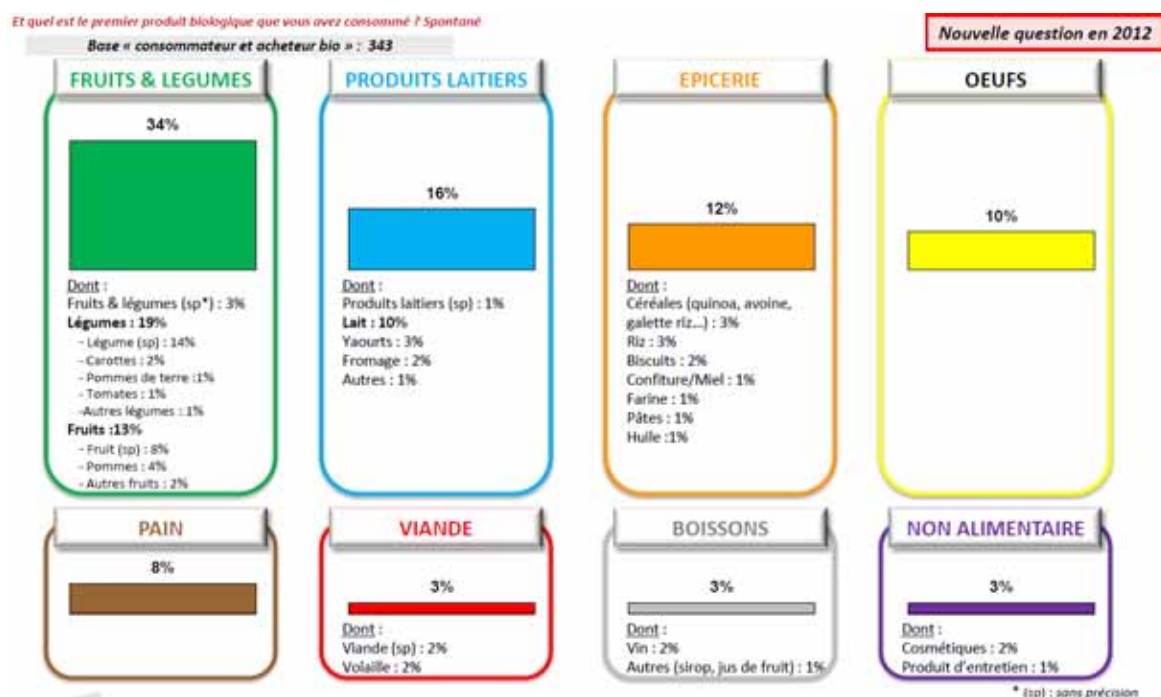 Et quel est le premier produit biologique que vous avez consommé ? Spontané
Base « consommateur et acheteur bio » : 343
Nouvelle question en 2012
FRUITS & LEGUMES
34%
Dont :
Fruits & légumes (sp*) : 3%
Légumes : 19%
- Légume (sp) : 14%
- Carottes : 2%
- Pommes de terre :1%
- Tomates : 1%
-Autres légumes : 1%
Fruits :13%
- Fruit (sp) : 8%
- Pommes : 4%
- Autres fruits : 2%
PRODUITS LAITIERS
16%
Dont :
Produits laitiers (sp) : 1%
Lait : 10%
Yaourts : 3%
Fromage : 2%
Autres : 1%
EPICERIE
12%
Dont :
Céréales (quinoa, avoine,
galette riz...) : 3%
Riz : 3%
Biscuits : 2%
Confiture/Miel : 1%
Farine : 1%
Pâtes : 1%
Huile :1%
OEUFS
10%
PAIN
8%
VIANDE
3%
Dont :
Viande (sp) : 2%
Volaille : 2%
BOISSONS
3%
Dont :
Vin : 2%
Autres (sirop, jus de fruit) : 1%
NON ALIMENTAIRE
3%
Dont :
Cosmétiques : 2%
Produit d'entretien : 1%
* (sp) : sans précision